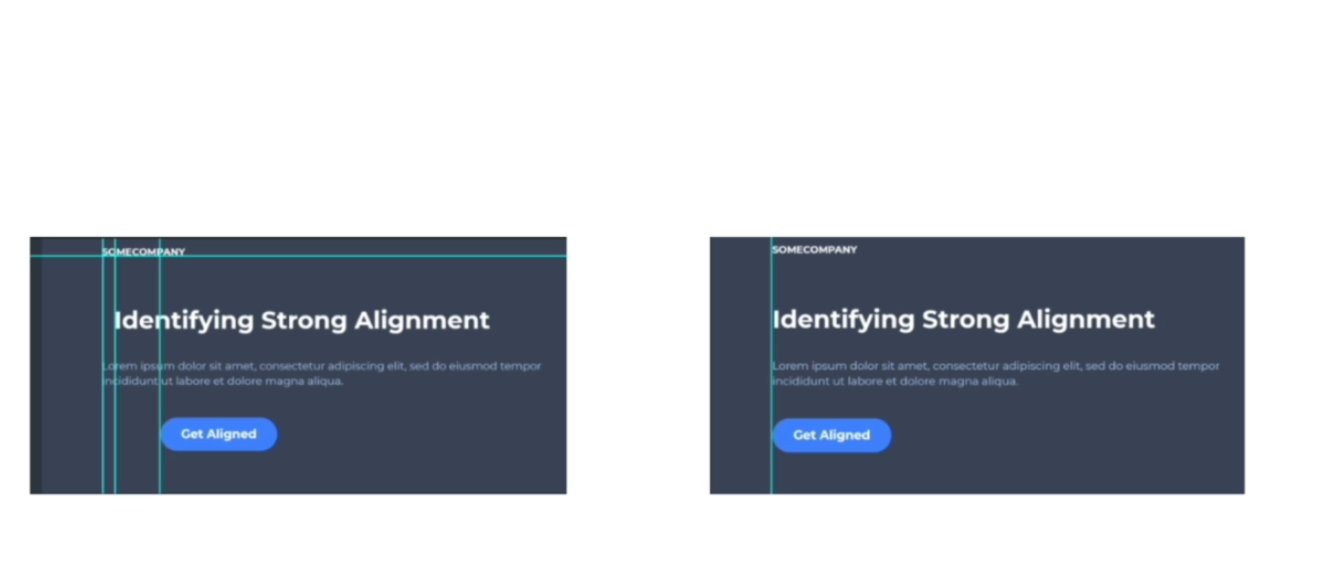 SOMECOMPANY
Identifying Strong Alignment
Lorem ipsum dolor sit amet, consectetur adipiscing elit, sed do eiusmod tempor
incididunt ut labore et dolore magna aliqua.
Get Aligned
SOMECOMPANY
Identifying Strong Alignment
Lorem ipsum dolor sit amet, consectetur adipiscing elit, sed do eiusmod tempor
incididunt ut labore et dolore magna aliqua.
Get Aligned